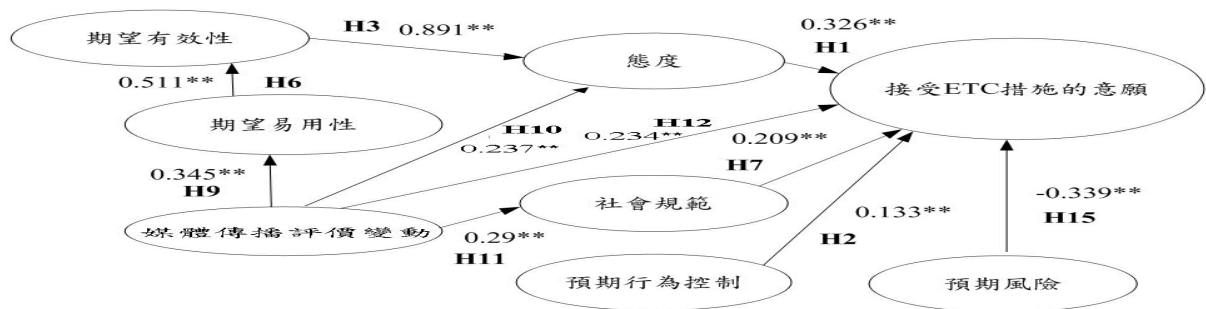 期望有效性
H3 0.891**
態度
0.326**
H1
接受ETC措施的意願
0.511**
H6
期望易用性
H10
0.237**
H12
0.234**
0.209**
H7
0.345**
H9
媒體傳播評價變動
0.29**
H11
社會規範
0.133**
H2
-0.339**
H15
預期行為控制
預期風險